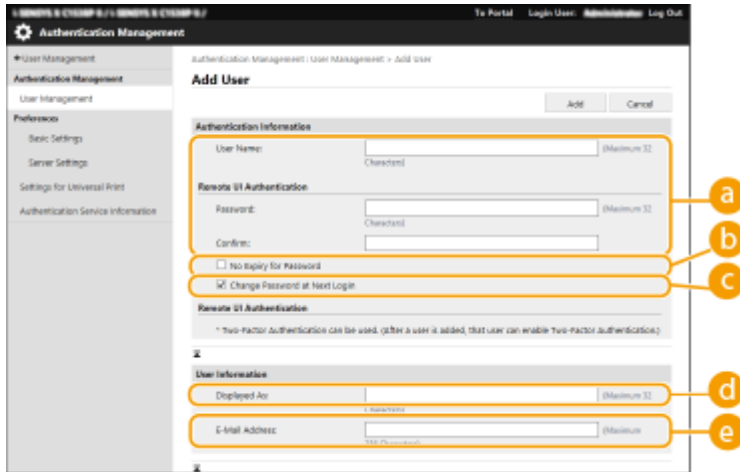 To Portal Login User: Administrator Log Out
Authentication Management
User Management
Authentication Management : User Management > Add User
Authentication Management
Add User
User Management
Add Cancel
Preferences
Authentication Information
Basic Settings
User Name: (Maximum 32
Characters)
Server Settings
Remote UI Authentication
Settings for Universal Print
a
Password: (Maximum 32
Characters)
Authentication Service Information
Confirm:
b
No Expiry for Password
c
Change Password at Next Login
Remote UI Authentication
* Two-Factor Authentication can be used. (After a user is added, that user can enable Two-Factor Authentication.)
User Information
d
Displayed As: (Maximum 32
Characters)
e
E-Mail Address: (Maximum
Characters)